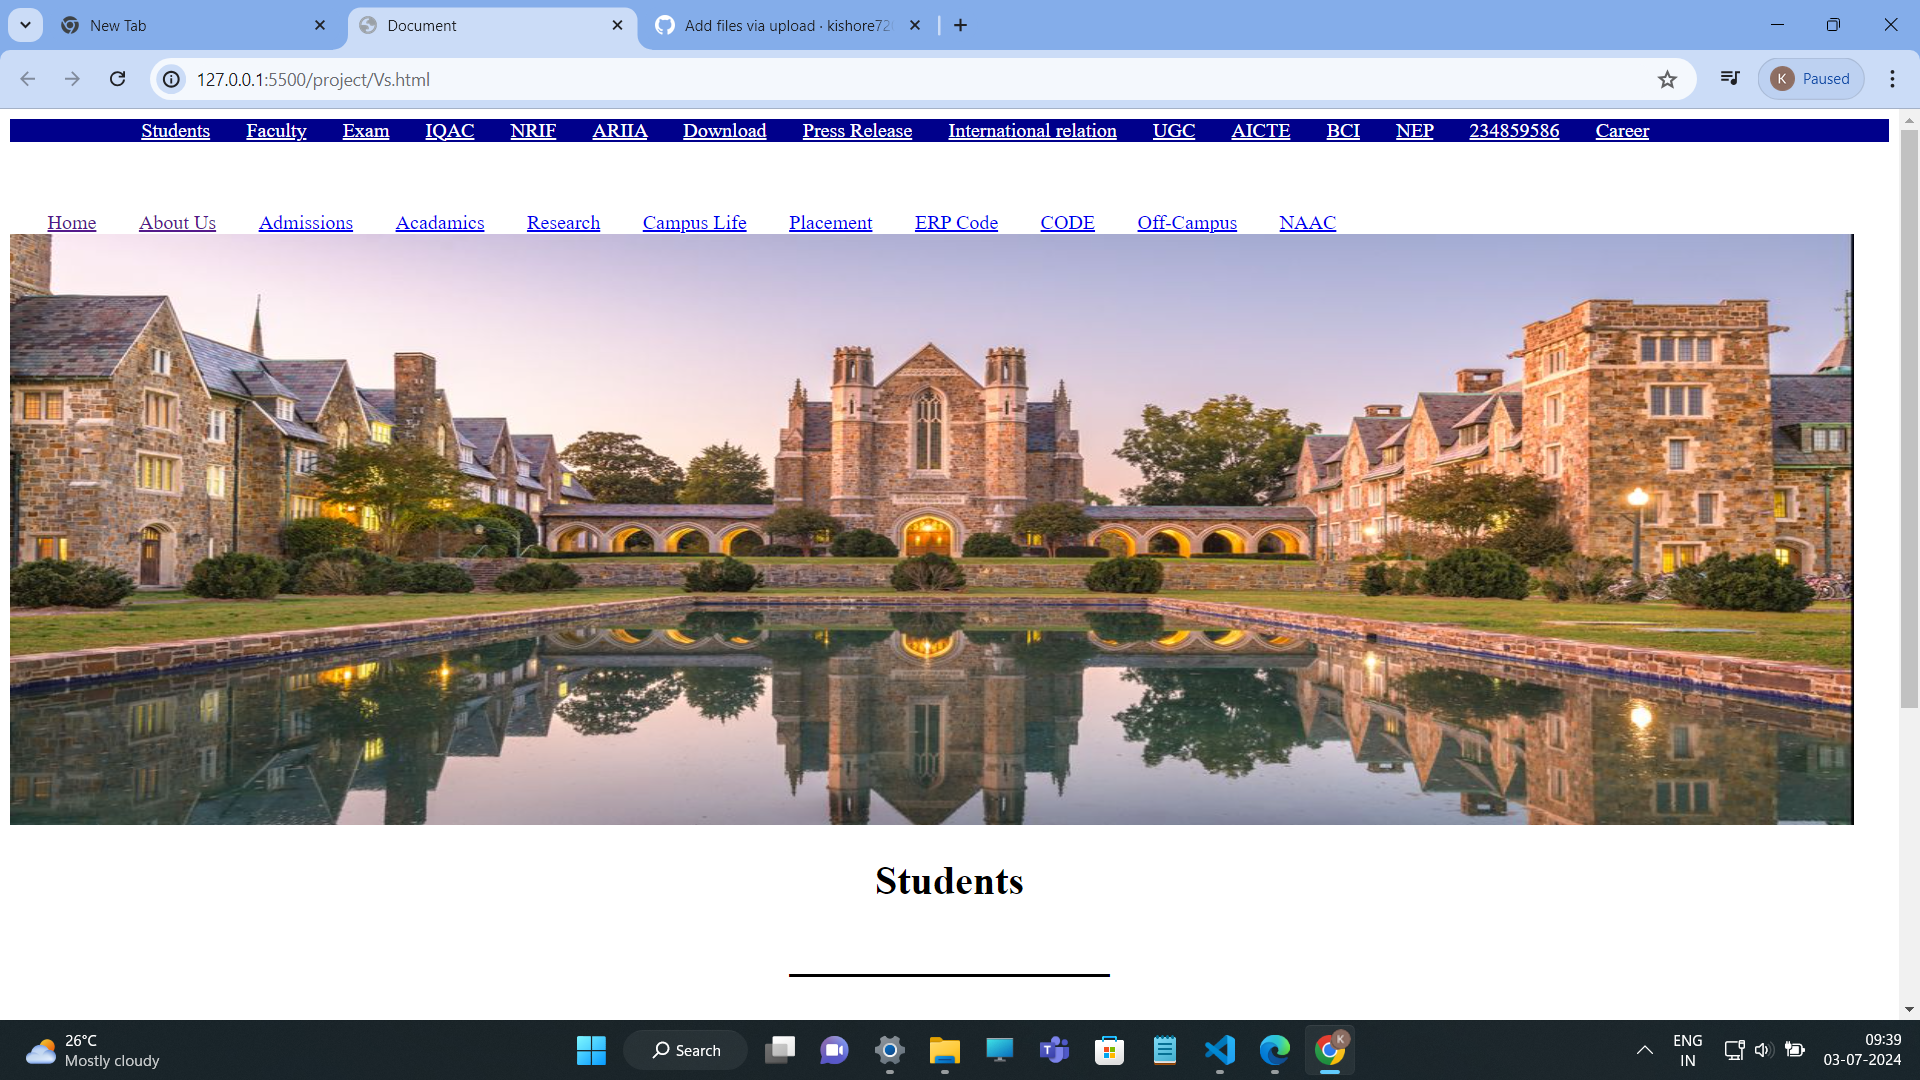 New Tab
Document
Add files via upload · kishore72
127.0.0.1:5500/project/Vs.html
K Paused
Students Faculty Exam IQAC NRIF ARIIA Download Press Release International relation UGC AICTE BCI NEP 234859586 Career
Home About Us Admissions Acadamics Research Campus Life Placement ERP Code CODE Off-Campus NAAC
Students
26°C
Mostly cloudy
Search
K
ENG
IN
09:39
03-07-2024